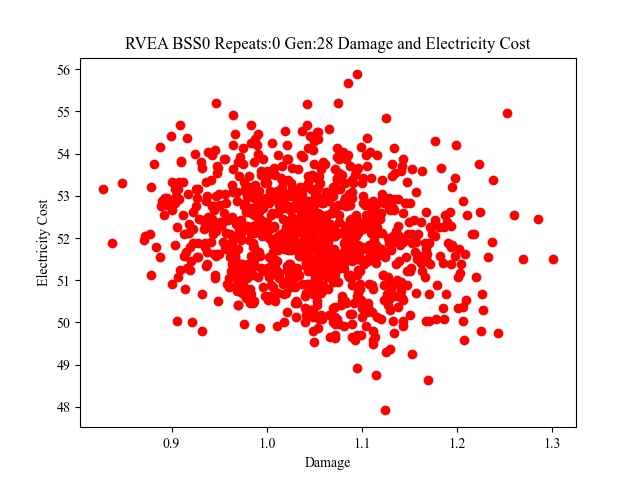 RVEA BSS0 Repeats:0 Gen:28 Damage and Electricity Cost
56
55
54
53
52
51
50
49
48
Electricity Cost
0.9 1.0 1.1 1.2 1.3
Damage